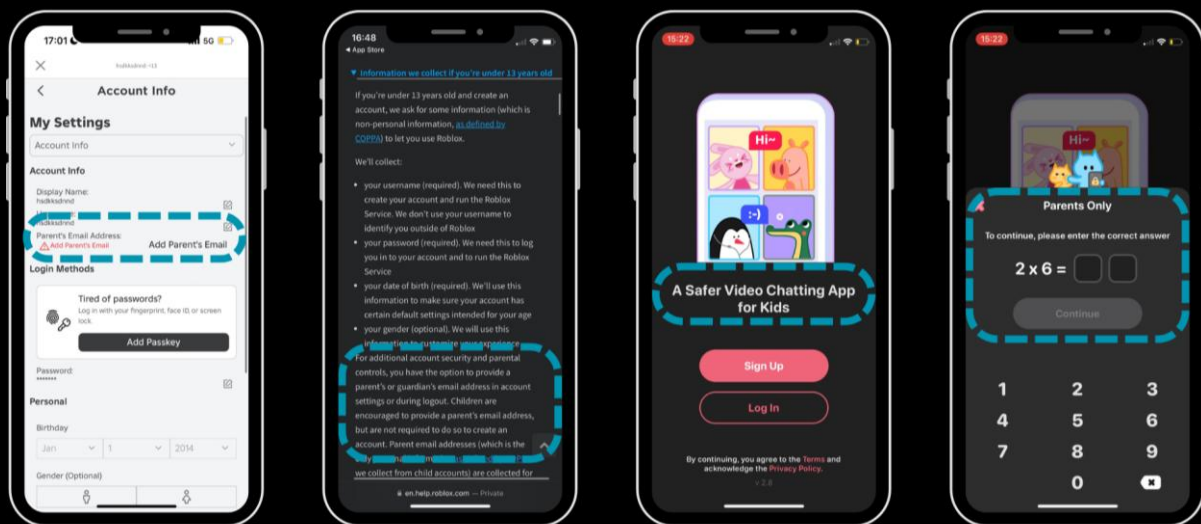 17:01
5G
hsdkksdnnd: <13
Account Info
My Settings
Account Info
Account Info
Display Name:
hsdkksdnnd
hsdkksdnnd
Parent's Email Address:
Add Parent's Email
Add Parent's Email
Login Methods
Tired of passwords?
Log in with your fingerprint, face ID, or screen
lock.
Add Passkey
Password:
*******
Personal
Birthday
Jan
1
2014
Gender (Optional)
16:48
App Store
Information we collect if you're under 13 years old
If you're under 13 years old and create an
account, we ask for some information (which is
non-personal information, as defined by
COPPA) to let you use Roblox.
We'll collect:
• your username (required). We need this to
create your account and run the Roblox
Service. We don't use your username to
identify you outside of Roblox
• your password (required). We need this to log
you in to your account and to run the Roblox
Service
• your date of birth (required). We'll use this
information to make sure your account has
certain default settings intended for your age
• your gender (optional). We will use this
information to customize your experience
For additional account security and parental
controls, you have the option to provide a
parent's or guardian's email address in account
settings or during logout. Children are
encouraged to provide a parent's email address,
but are not required to do so to create an
account. Parent email addresses (which is the
we collect from child accounts) are collected for
en.help.roblox.com — Private
15:22
Hi~
:-)
A Safer Video Chatting App
for Kids
Sign Up
Log In
By continuing, you agree to the Terms and
acknowledge the Privacy Policy.
v 2.8
15:22
Hi~
Parents Only
To continue, please enter the correct answer
2 x 6 =
Continue
1 2 3
4 5 6
7 8 9
0